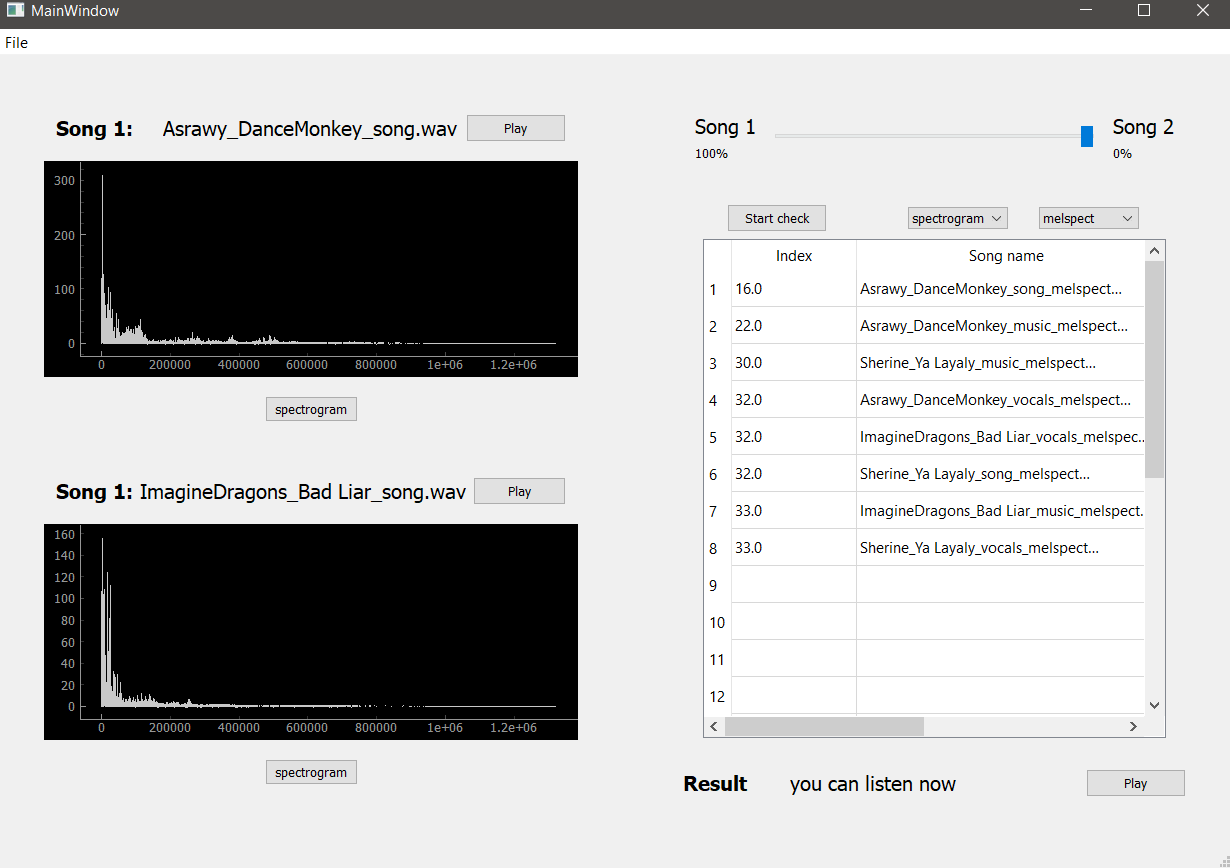 MainWindow
File
Song 1: Asrawy_DanceMonkey_song.wav Play
300
200
100
0
0 200000 400000 600000 800000 1e+06 1.2e+06
spectrogram
Song 1: ImagineDragons_Bad Liar_song.wav Play
160
140
120
100
80
60
40
20
0
0 200000 400000 600000 800000 1e+06 1.2e+06
spectrogram
Song 1 Song 2
100% 0%
Start check spectrogram melspect
Index Song name
1 16.0 Asrawy_DanceMonkey_song_melspect...
2 22.0 Asrawy_DanceMonkey_music_melspect...
3 30.0 Sherine_Ya Layaly_music_melspect...
4 32.0 Asrawy_DanceMonkey_vocals_melspect...
5 32.0 ImagineDragons_Bad Liar_vocals_melspec..
6 32.0 Sherine_Ya Layaly_song_melspect...
7 33.0 ImagineDragons_Bad Liar_music_melspect.
8 33.0 Sherine_Ya Layaly_vocals_melspect...
9
10
11
12
Result you can listen now Play